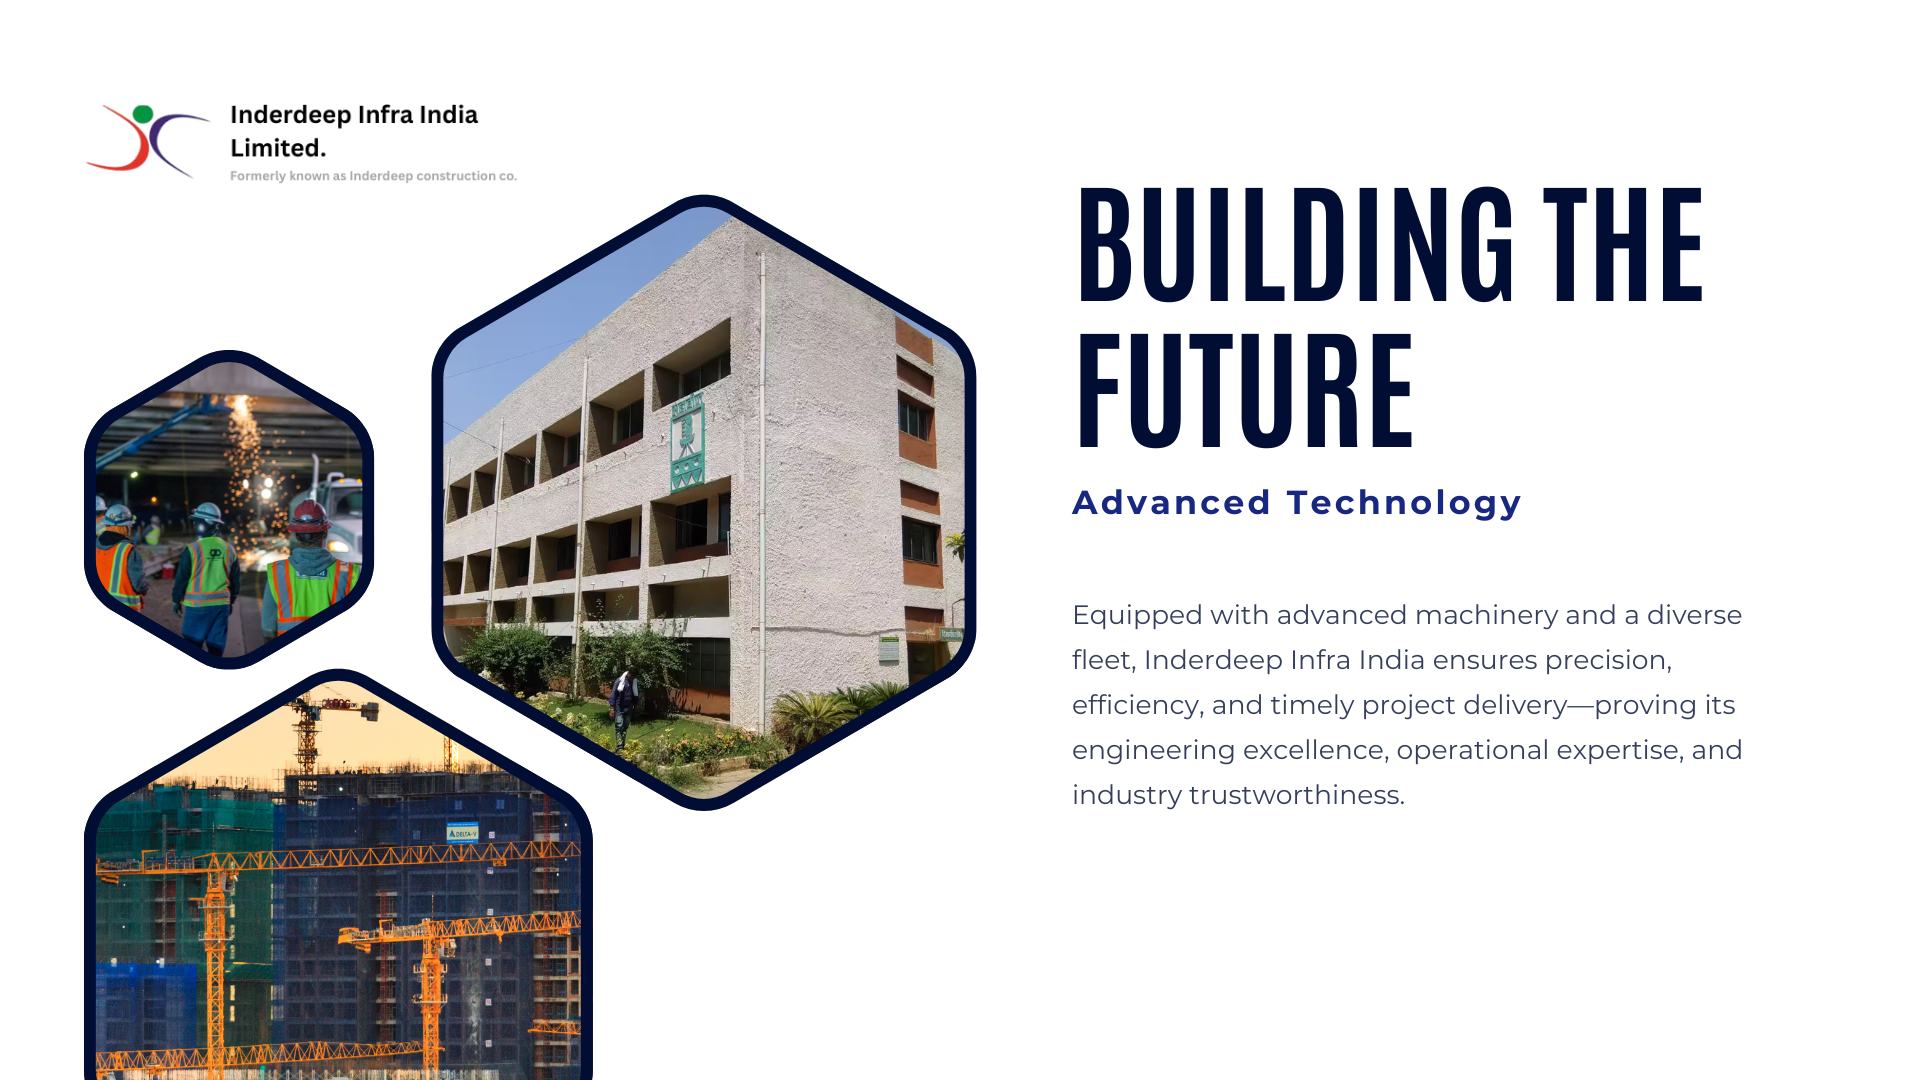 Inderdeep Infra India
Limited.
Formerly known as Inderdeep construction co.
BUILDING THE
FUTURE
Advanced Technology
Equipped with advanced machinery and a diverse
fleet, Inderdeep Infra India ensures precision,
efficiency, and timely project delivery—proving its
engineering excellence, operational expertise, and
industry trustworthiness.
DELTA-V